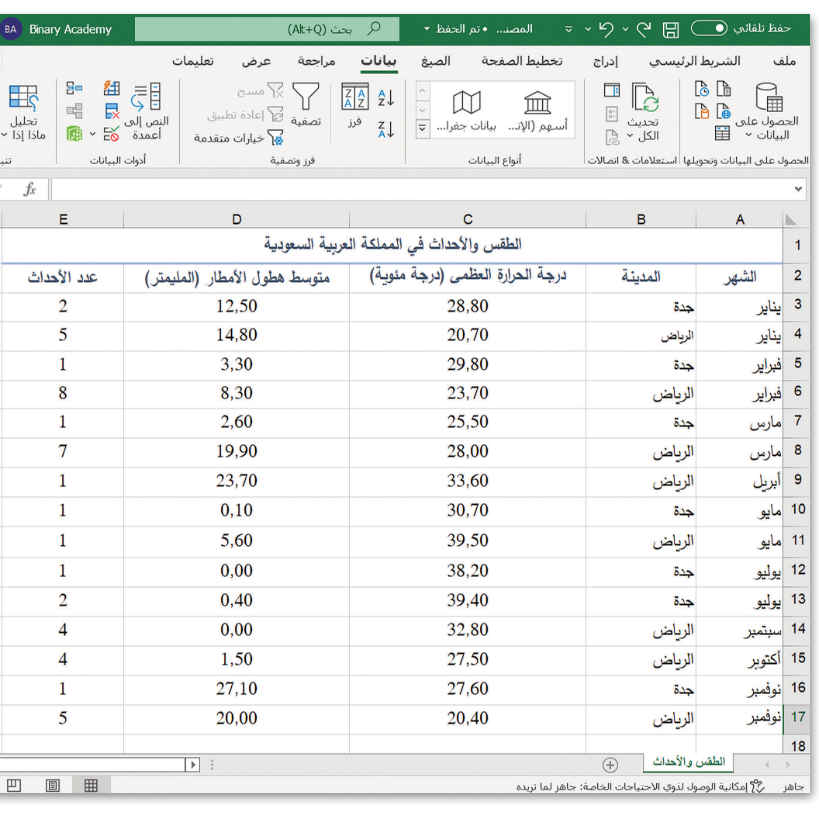 حفظ تلقائي المصنـ... • تم الحفظ بحث (Alt+Q) Binary Academy BA
ملف الشريط الرئيسي إدراج تخطيط الصفحة الصيغ بيانات مراجعة عرض تعليمات
الحصول على البيانات
تحديث الكل
أسهم (الإن... بيانات جغرا...
فرز تصفية
مسح
إعادة تطبيق
خيارات متقدمة
النص إلى أعمدة
تحليل ماذا إذا
الحصول على البيانات وتحويلها استعلامات & اتصالات أنواع البيانات فرز وتصفية أدوات البيانات
fx
A B C D E
1 الطقس والأحداث في المملكة العربية السعودية
2 الشهر المدينة درجة الحرارة العظمى (درجة مئوية) متوسط هطول الأمطار (المليمتر) عدد الأحداث
3 يناير جدة 28,80 12,50 2
4 يناير الرياض 20,70 14,80 5
5 فبراير جدة 29,80 3,30 1
6 فبراير الرياض 23,70 8,30 8
7 مارس جدة 25,50 2,60 1
8 مارس الرياض 28,00 19,90 7
9 أبريل الرياض 33,60 23,70 1
10 مايو جدة 30,70 0,10 1
11 مايو الرياض 39,50 5,60 1
12 يوليو جدة 38,20 0,00 1
13 يوليو جدة 39,40 0,40 2
14 سبتمبر الرياض 32,80 0,00 4
15 أكتوبر الرياض 27,50 1,50 4
16 نوفمبر جدة 27,60 27,10 1
17 نوفمبر الرياض 20,40 20,00 5
18
الطقس والأحداث
جاهز إمكانية الوصول لذوي الاحتياجات الخاصة: جاهز لما تريده